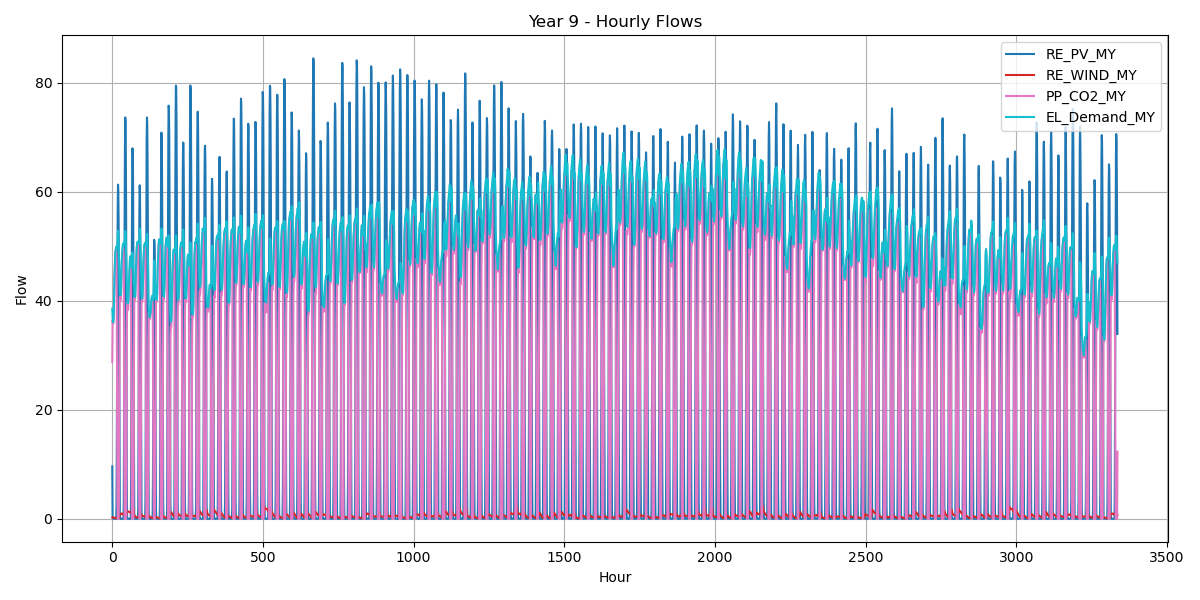 Year 9 - Hourly Flows
RE_PV_MY
RE_WIND_MY
PP_CO2_MY
EL_Demand_MY
Flow
80
60
40
20
0
0 500 1000 1500 2000 2500 3000 3500
Hour